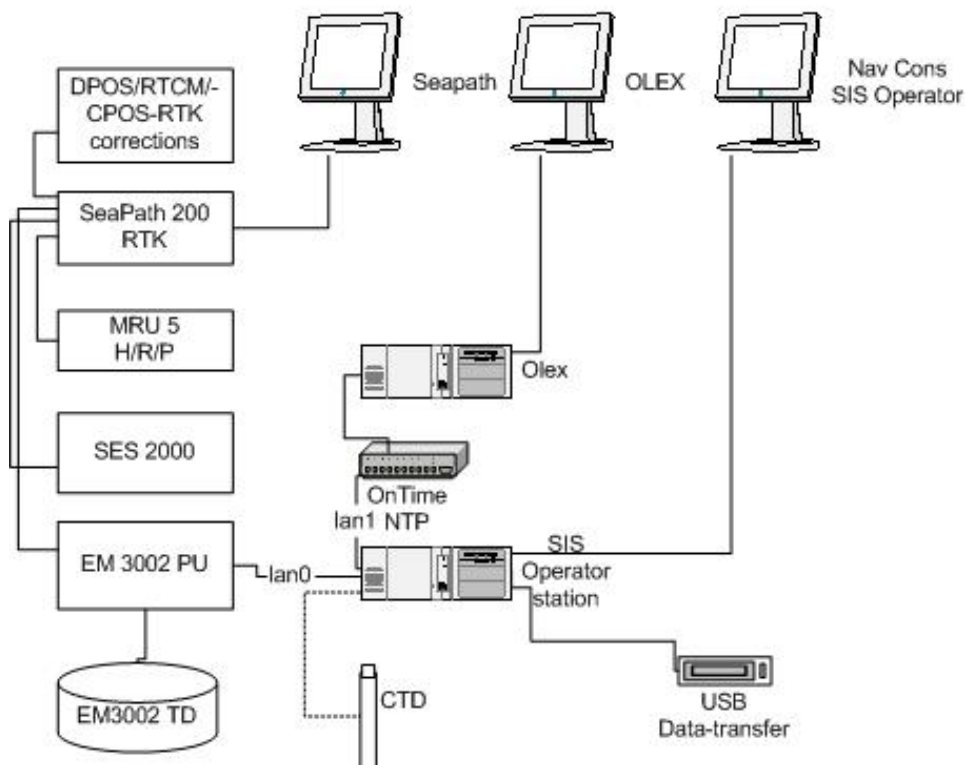 DPOS/RTCM/-
CPOS-RTK
corrections
Seapath
OLEX
Nav Cons
SIS Operator
SeaPath 200
RTK
MRU 5
H/R/P
Olex
SES 2000
OnTime
lan1 NTP
EM 3002 PU
lan0
SIS
Operator
station
EM3002 TD
CTD
USB
Data-transfer